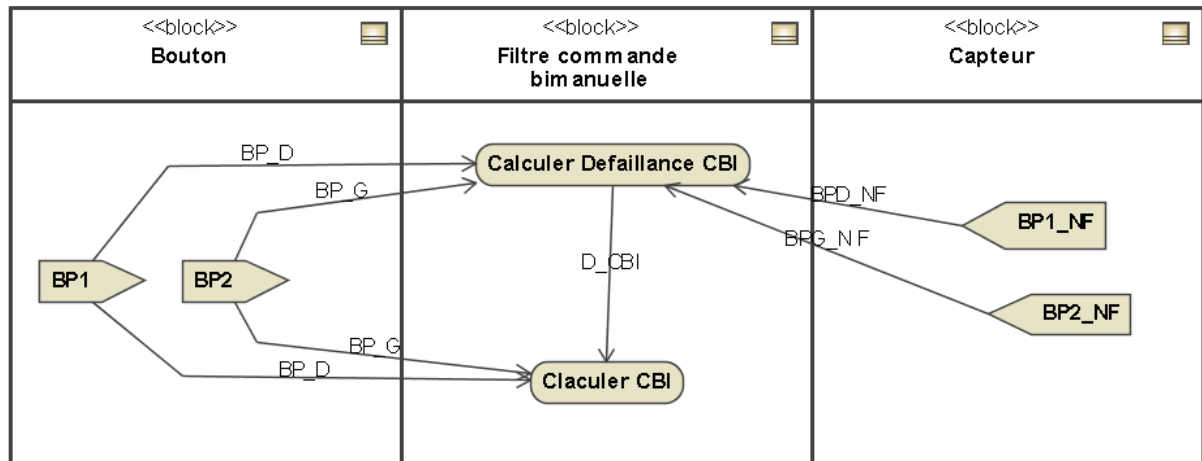 <<block>>
Bouton
<<block>>
Filtre commande
bimanuelle
<<block>>
Capteur
BP_D
Calculer Defaillance CBI
BP_G
BPD_NF
BP1_NF
BPG_NF
D_CBI
BP1
BP2
BP2_NF
BP_G
BP_D
Claculer CBI